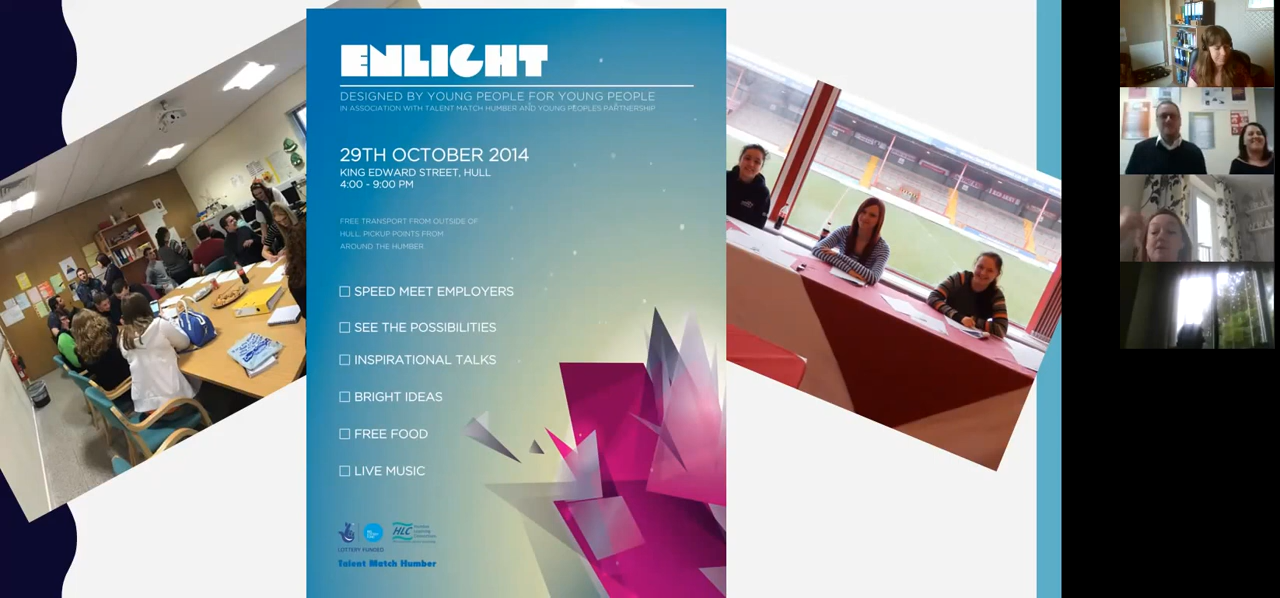 ENLIGHT
DESIGNED BY YOUNG PEOPLE FOR YOUNG PEOPLE
IN ASSOCIATION WITH TALENT MATCH HUMBER AND YOUNG PEOPLES PARTNERSHIP
29TH OCTOBER 2014
KING EDWARD STREET, HULL
4:00 - 9:00 PM
FREE TRANSPORT FROM OUTSIDE OF
HULL, PICKUP POINTS FROM
AROUND THE HUMBER
SPEED MEET EMPLOYERS
SEE THE POSSIBILITIES
INSPIRATIONAL TALKS
BRIGHT IDEAS
FREE FOOD
LIVE MUSIC
HLC
LOTTERY FUNDED
Talent Match Humber